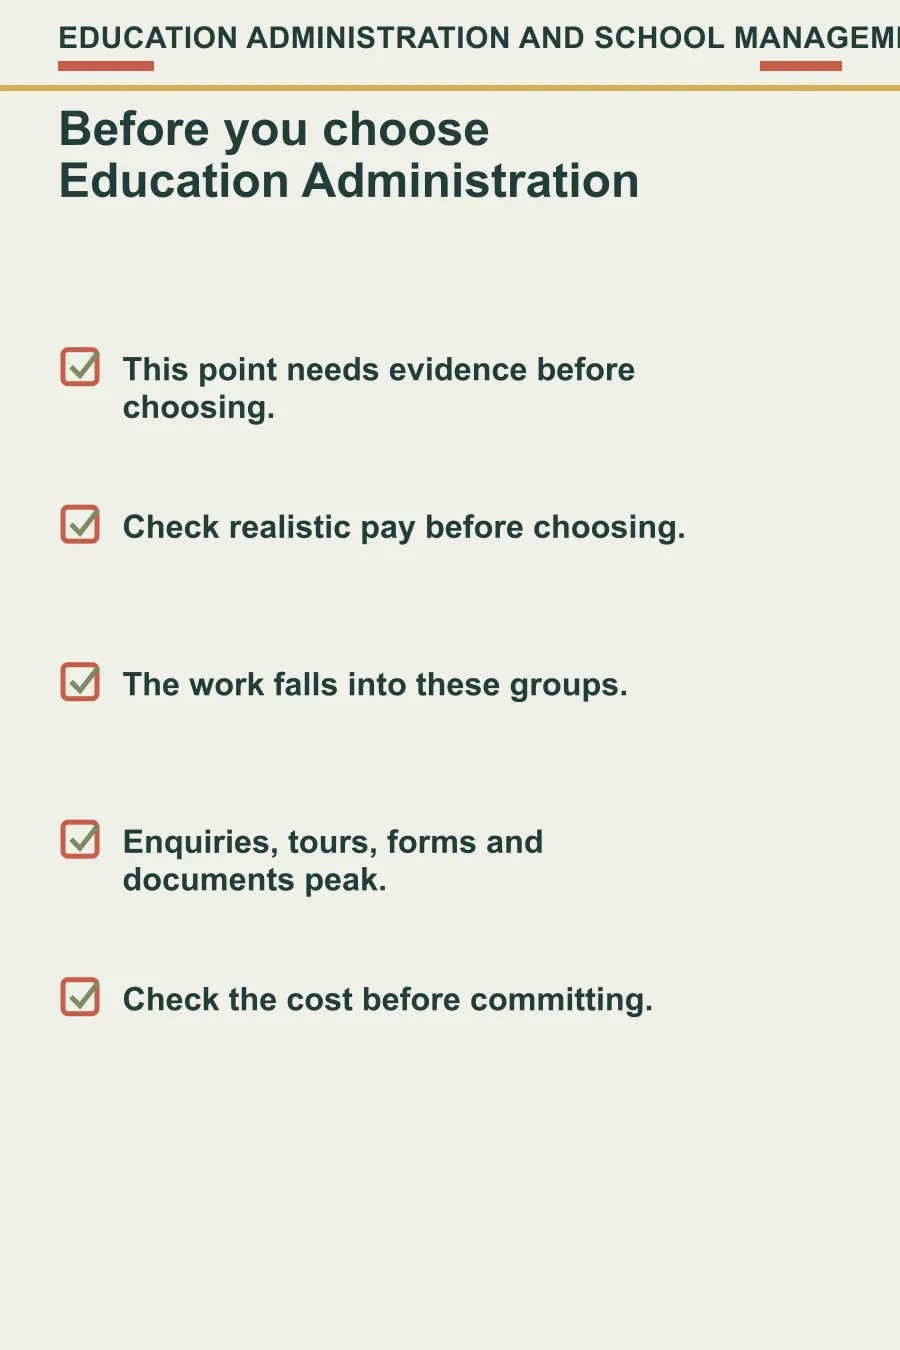 EDUCATION ADMINISTRATION AND SCHOOL MANAGEM
Before you choose
Education Administration
This point needs evidence before
choosing.
Check realistic pay before choosing.
The work falls into these groups.
Enquiries, tours, forms and
documents peak.
Check the cost before committing.